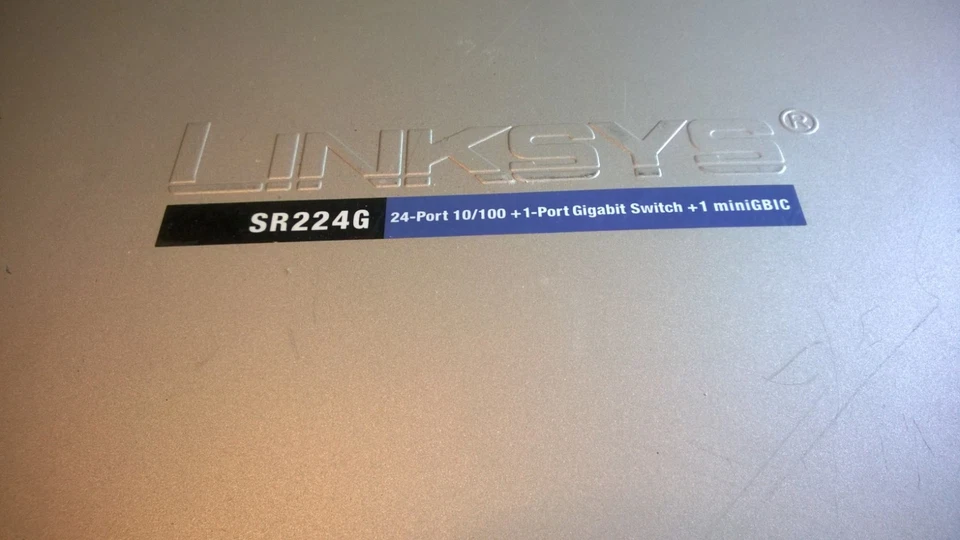 LINKSYS®
SR224G 24-Port 10/100 +1-Port Gigabit Switch +1 miniGBIC